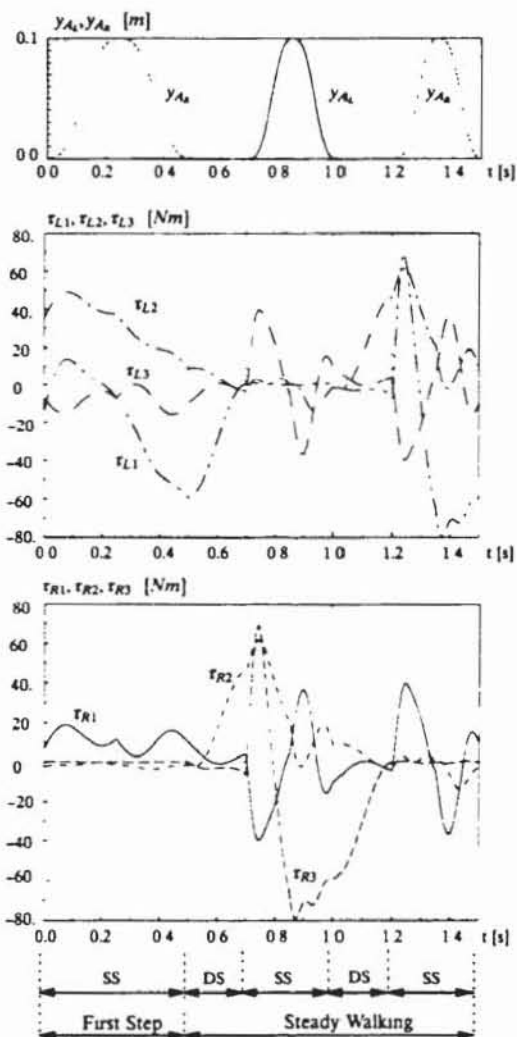 y_{A_L}, y_{A_R} [m]
0.1
y_{A_R}
y_{A_L}
y_{A_R}
0 0
0 0 0.2 0 4 0.6 0.8 1 0 1.2 1 4 t [s]
τ_{L1}, τ_{L2}, τ_{L3} [Nm]
80.
60
40.
20
0
-20
-40
-60
-80.
τ_{L2}
τ_{L3}
τ_{L1}
0 0 0.2 0.4 0 6 0.8 1 0 1.2 1 4 t [s]
τ_{R1}, τ_{R2}, τ_{R3} [Nm]
80.
60
40.
20.
0
-20
-40
-60
-80.
τ_{R2}
τ_{R1}
τ_{R3}
0.0 0.2 0 4 0 6 0 8 1 0 1.2 1 4 t [s]
SS DS SS DS SS
First Step Steady Walking